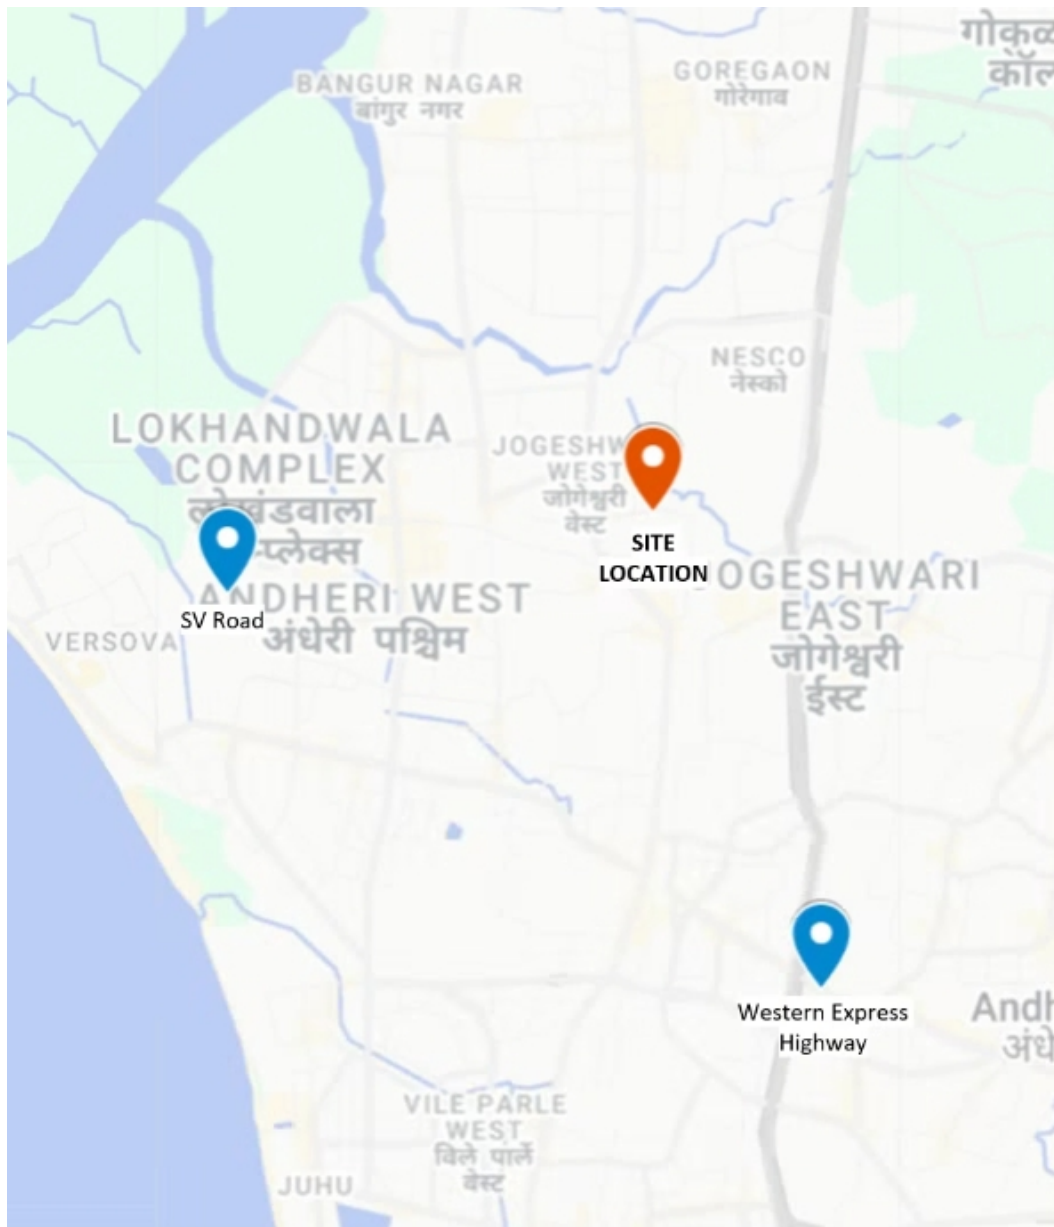 गोकुळ
कॉल
BANGUR NAGAR
बांगुर नगर
GOREGAON
गोरेगाव
NESCO
नेस्को
LOKHANDWALA
COMPLEX
लोखंडवाला
JOGESHW
WEST
जोगेश्वरी
वेस्ट
SITE
LOCATION
OGESHWARI
EAST
जोगेश्वरी
ईस्ट
SV Road
ANDHERI WEST
अंधेरी पश्चिम
VERSOVA
Western Express
Highway
Andh
अंधे
VILE PARLE
WEST
विले पार्ले
वेस्ट
JUHU